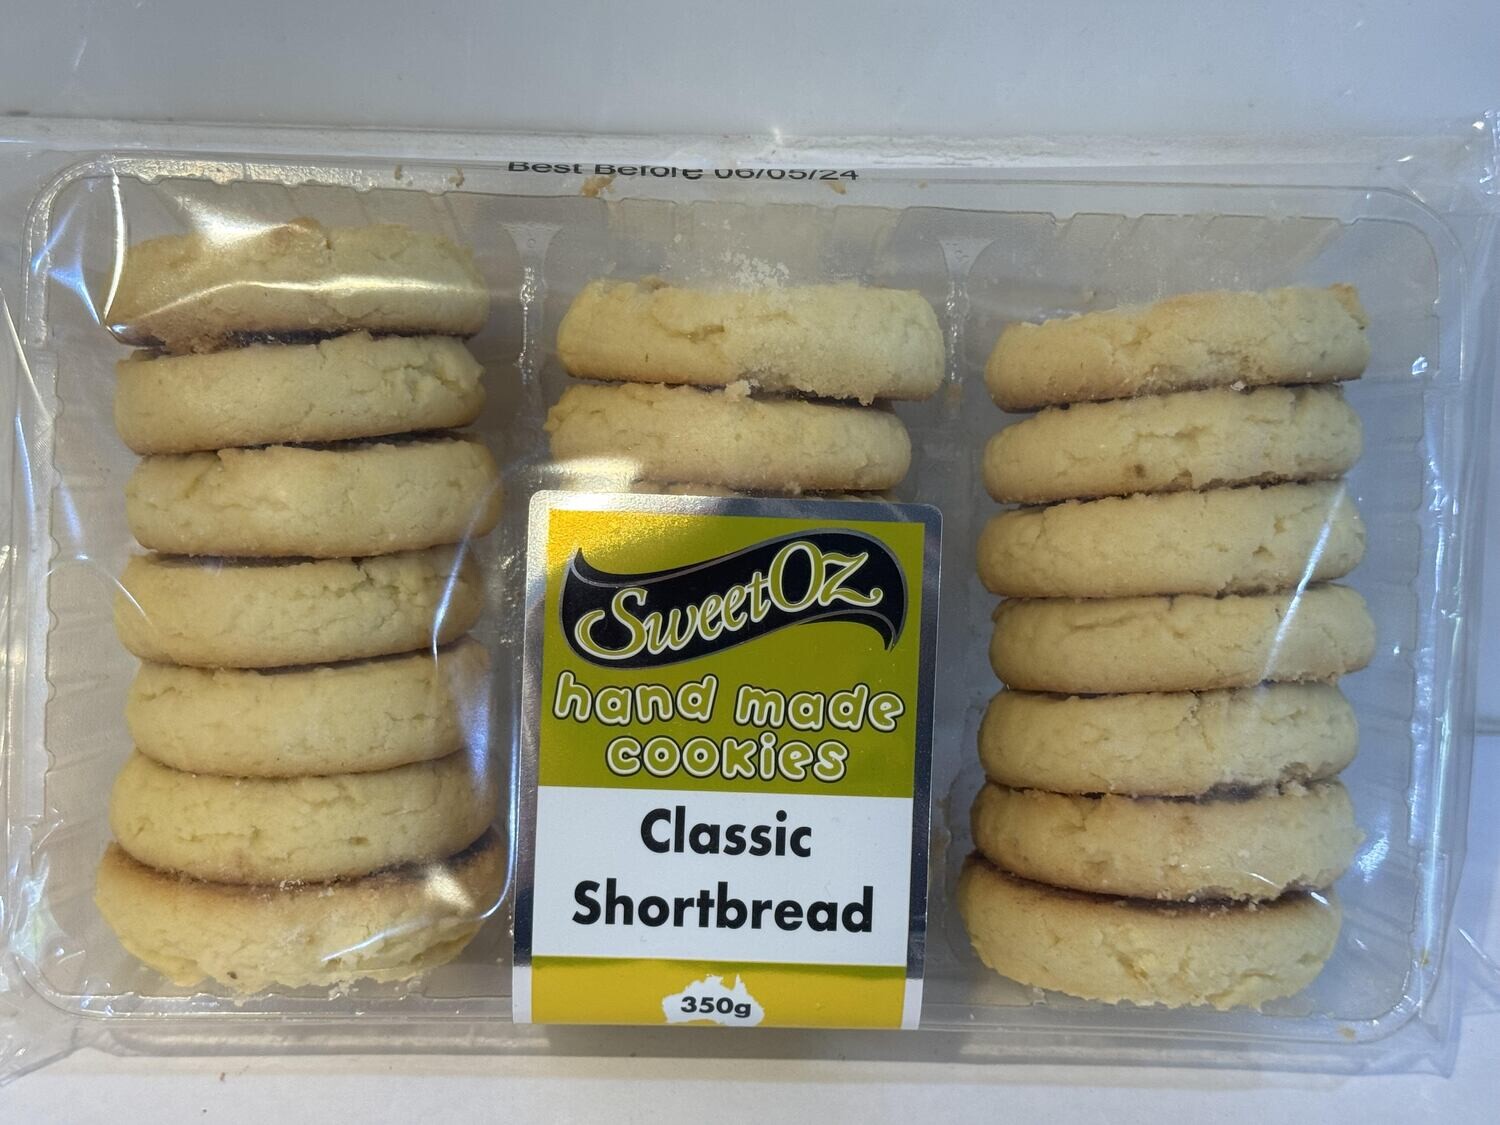 Best Before 06/05/24
SweetOz
hand made
cookies
Classic
Shortbread
350g